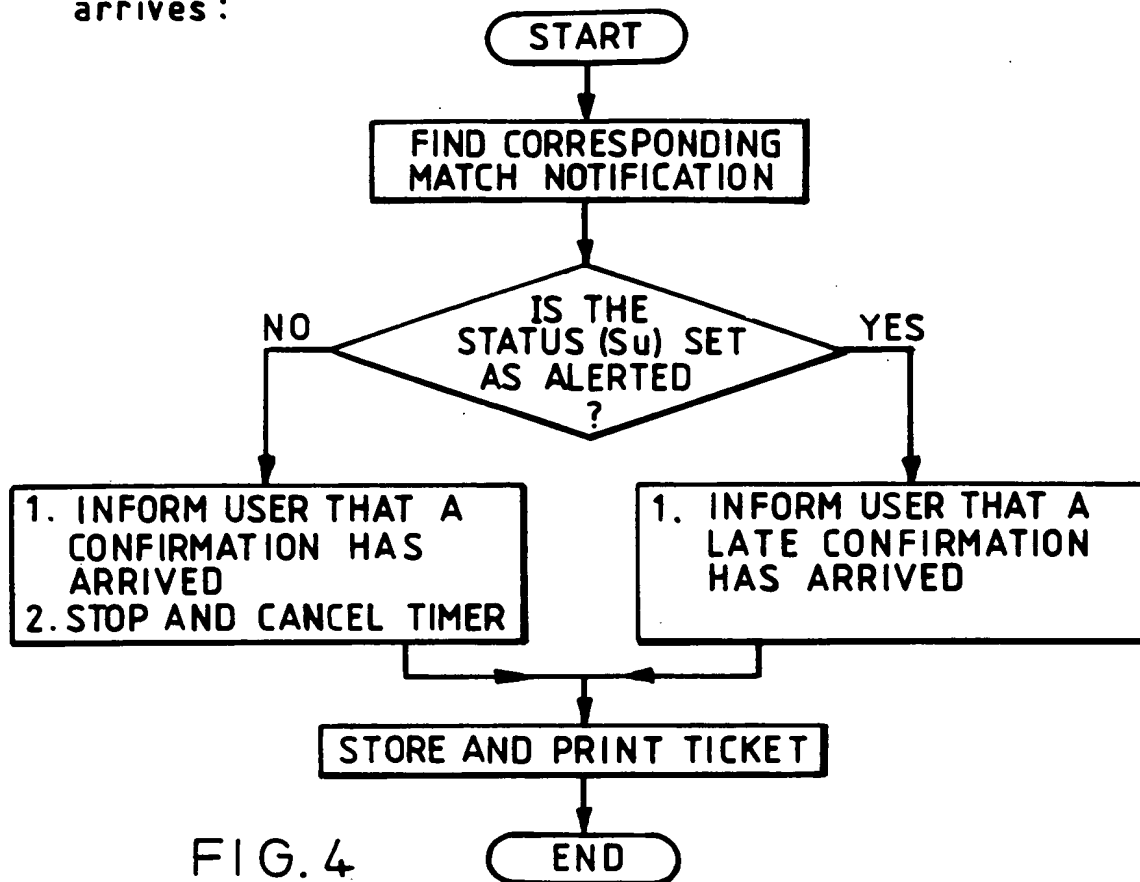 arrives:
START
FIND CORRESPONDING
MATCH NOTIFICATION
IS THE
STATUS (Su) SET
AS ALERTED
?
NO
YES
1. INFORM USER THAT A
CONFIRMATION HAS
ARRIVED
2. STOP AND CANCEL TIMER
1. INFORM USER THAT A
LATE CONFIRMATION
HAS ARRIVED
STORE AND PRINT TICKET
END
FIG. 4